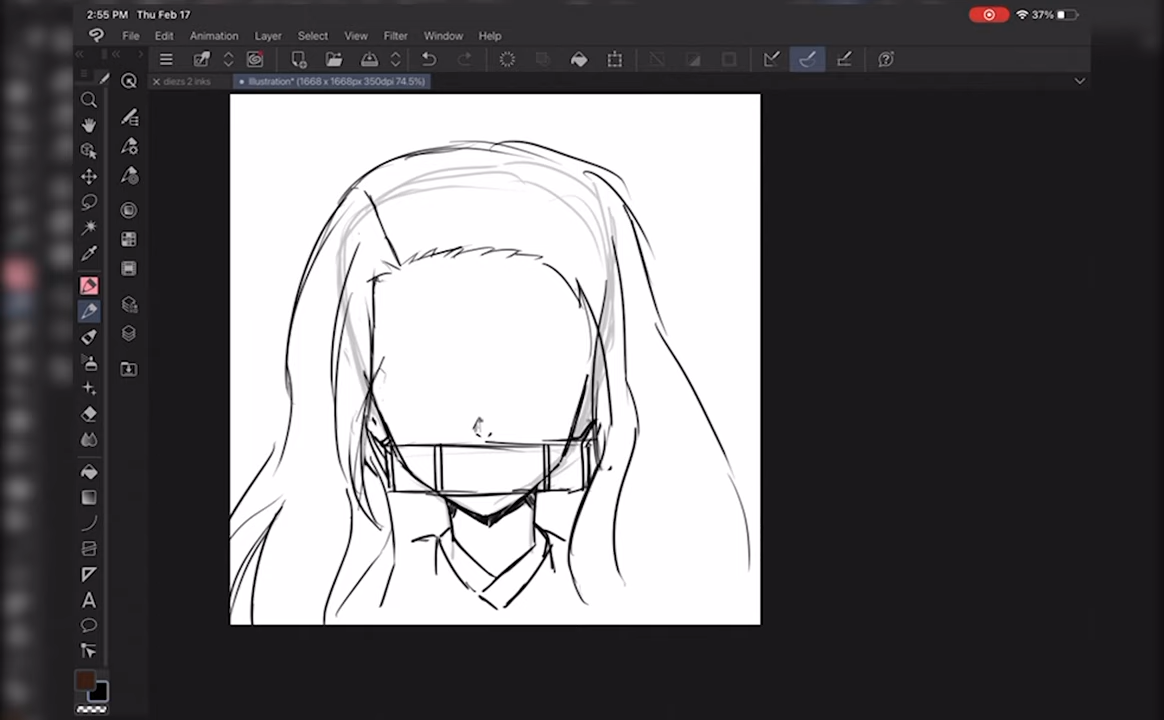 2:55 PM Thu Feb 17
37%
File Edit Animation Layer Select View Filter Window Help
diezs 2 inks
Illustration* (1668 x 1668px 350dpi 74.5%)
A